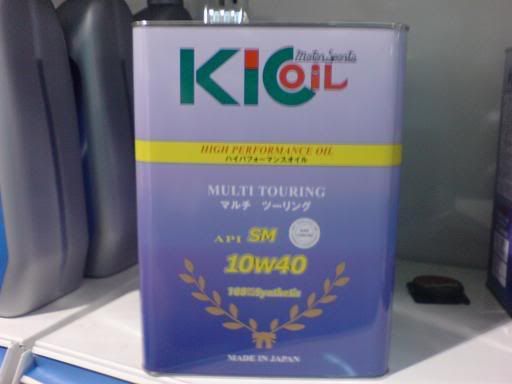 KIC OIL
Motor Sports
HIGH PERFORMANCE OIL
ハイパフォーマンスオイル
MULTI TOURING
マルチ ツーリング
API SM
10w40
100%Synthetic
MADE IN JAPAN